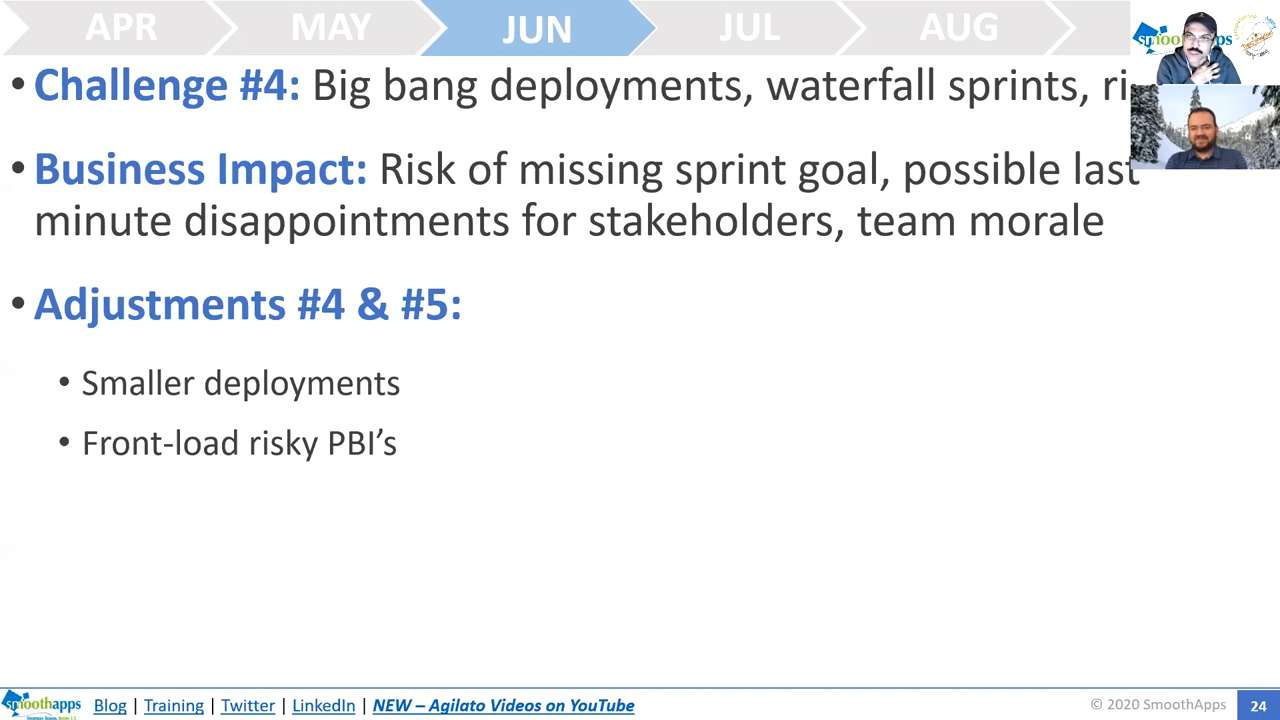 APR MAY JUN JUL AUG
• Challenge #4: Big bang deployments, waterfall sprints,
• Business Impact: Risk of missing sprint goal, possible last
minute disappointments for stakeholders, team morale
• Adjustments #4 & #5:
• Smaller deployments
• Front-load risky PBI’s
smoothapps
Blog | Training | Twitter | LinkedIn | NEW – Agilato Videos on YouTube
© 2020 SmoothApps
24